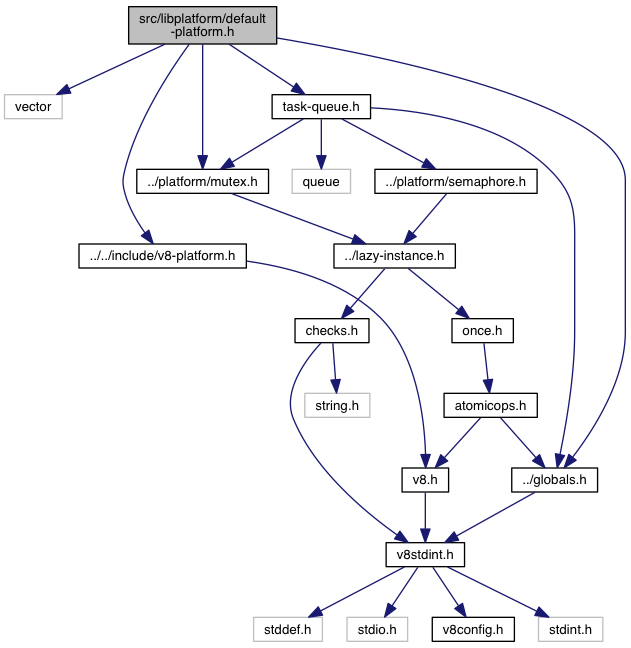 src/libplatform/default
-platform.h
vector
task-queue.h
../platform/mutex.h
queue
../platform/semaphore.h
../../include/v8-platform.h
../lazy-instance.h
checks.h
once.h
string.h
atomicops.h
v8.h
../globals.h
v8stdint.h
stddef.h
stdio.h
v8config.h
stdint.h